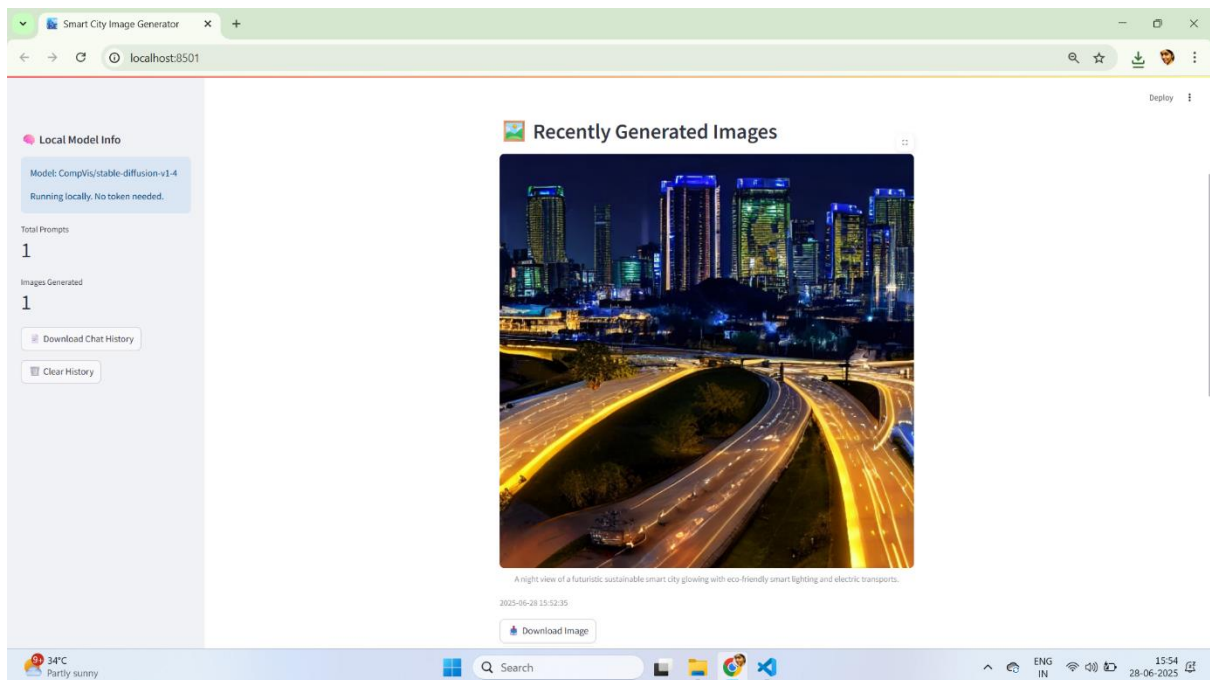 Smart City Image Generator
localhost:8501
Deploy
Local Model Info
Model: CompVis/stable-diffusion-v1-4
Running locally. No token needed.
Total Prompts
1
Images Generated
1
Download Chat History
Clear History
Recently Generated Images
A night view of a futuristic sustainable smart city glowing with eco-friendly smart lighting and electric transports.
2025-06-28 15:52:35
Download Image
9+
34°C
Partly sunny
Search
ENG
IN
15:54
28-06-2025